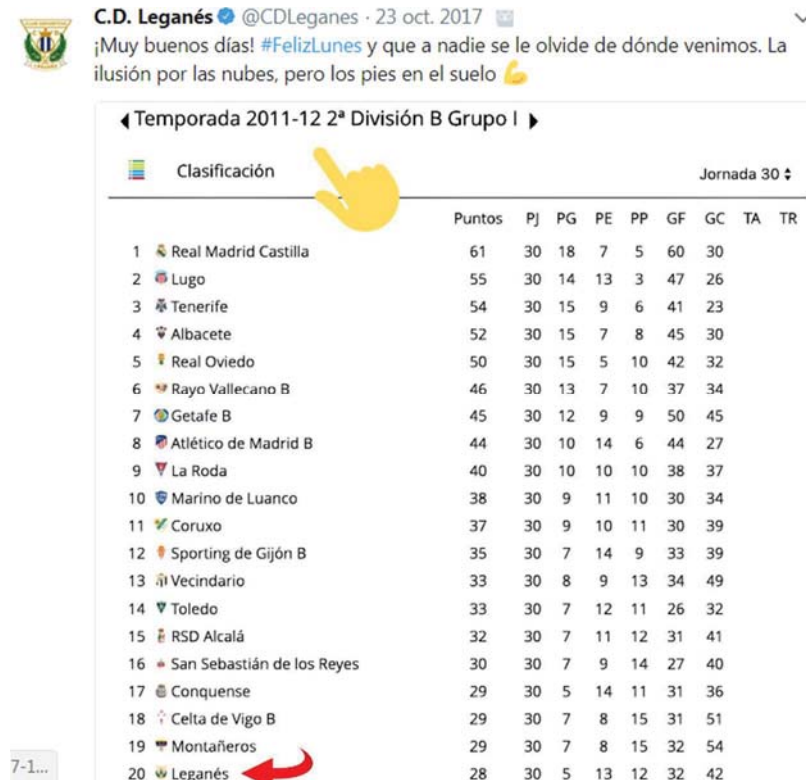 C.D. Leganés @CDLeganes · 23 oct. 2017
¡Muy buenos días! #FelizLunes y que a nadie se le olvide de dónde venimos. La
ilusión por las nubes, pero los pies en el suelo 💪
Temporada 2011-12 2ª División B Grupo I
Clasificación Jornada 30
Puntos PJ PG PE PP GF GC TA TR
1 Real Madrid Castilla 61 30 18 7 5 60 30
2 Lugo 55 30 14 13 3 47 26
3 Tenerife 54 30 15 9 6 41 23
4 Albacete 52 30 15 7 8 45 30
5 Real Oviedo 50 30 15 5 10 42 32
6 Rayo Vallecano B 46 30 13 7 10 37 34
7 Getafe B 45 30 12 9 9 50 45
8 Atlético de Madrid B 44 30 10 14 6 44 27
9 La Roda 40 30 10 10 10 38 37
10 Marino de Luanco 38 30 9 11 10 30 34
11 Coruxo 37 30 9 10 11 30 39
12 Sporting de Gijón B 35 30 7 14 9 33 39
13 Vecindario 33 30 8 9 13 34 49
14 Toledo 33 30 7 12 11 26 32
15 RSD Alcalá 32 30 7 11 12 31 41
16 San Sebastián de los Reyes 30 30 7 9 14 27 40
17 Conquense 29 30 5 14 11 31 36
18 Celta de Vigo B 29 30 7 8 15 31 51
19 Montañeros 29 30 7 8 15 32 54
20 Leganés 28 30 5 13 12 32 42
7-1...